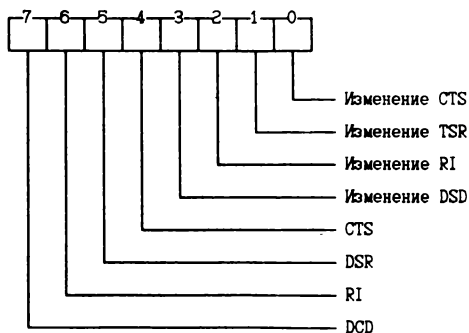 7 6 5 4 3 2 1 0
Изменение CTS
Изменение TSR
Изменение RI
Изменение DSD
CTS
DSR
RI
DCD